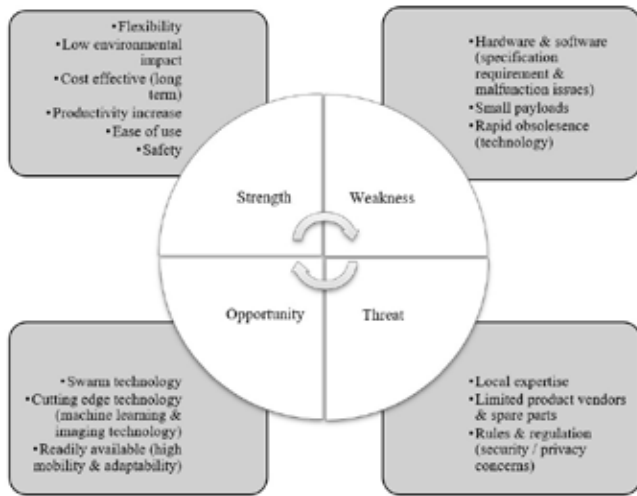 •Flexibility
•Low environmental
impact
•Cost effective (long
term)
•Productivity increase
•Ease of use
•Safety
•Hardware & software
(specification
requirement &
malfunction issues)
•Small payloads
•Rapid obsolesence
(technology)
Strength
Weakness
Opportunity
Threat
•Swarm technology
•Cutting edge technology
(machine learning &
imaging technology)
•Readily available (high
mobility & adaptability)
•Local expertise
•Limited product vendors
& spare parts
•Rules & regulation
(security / privacy
concerns)